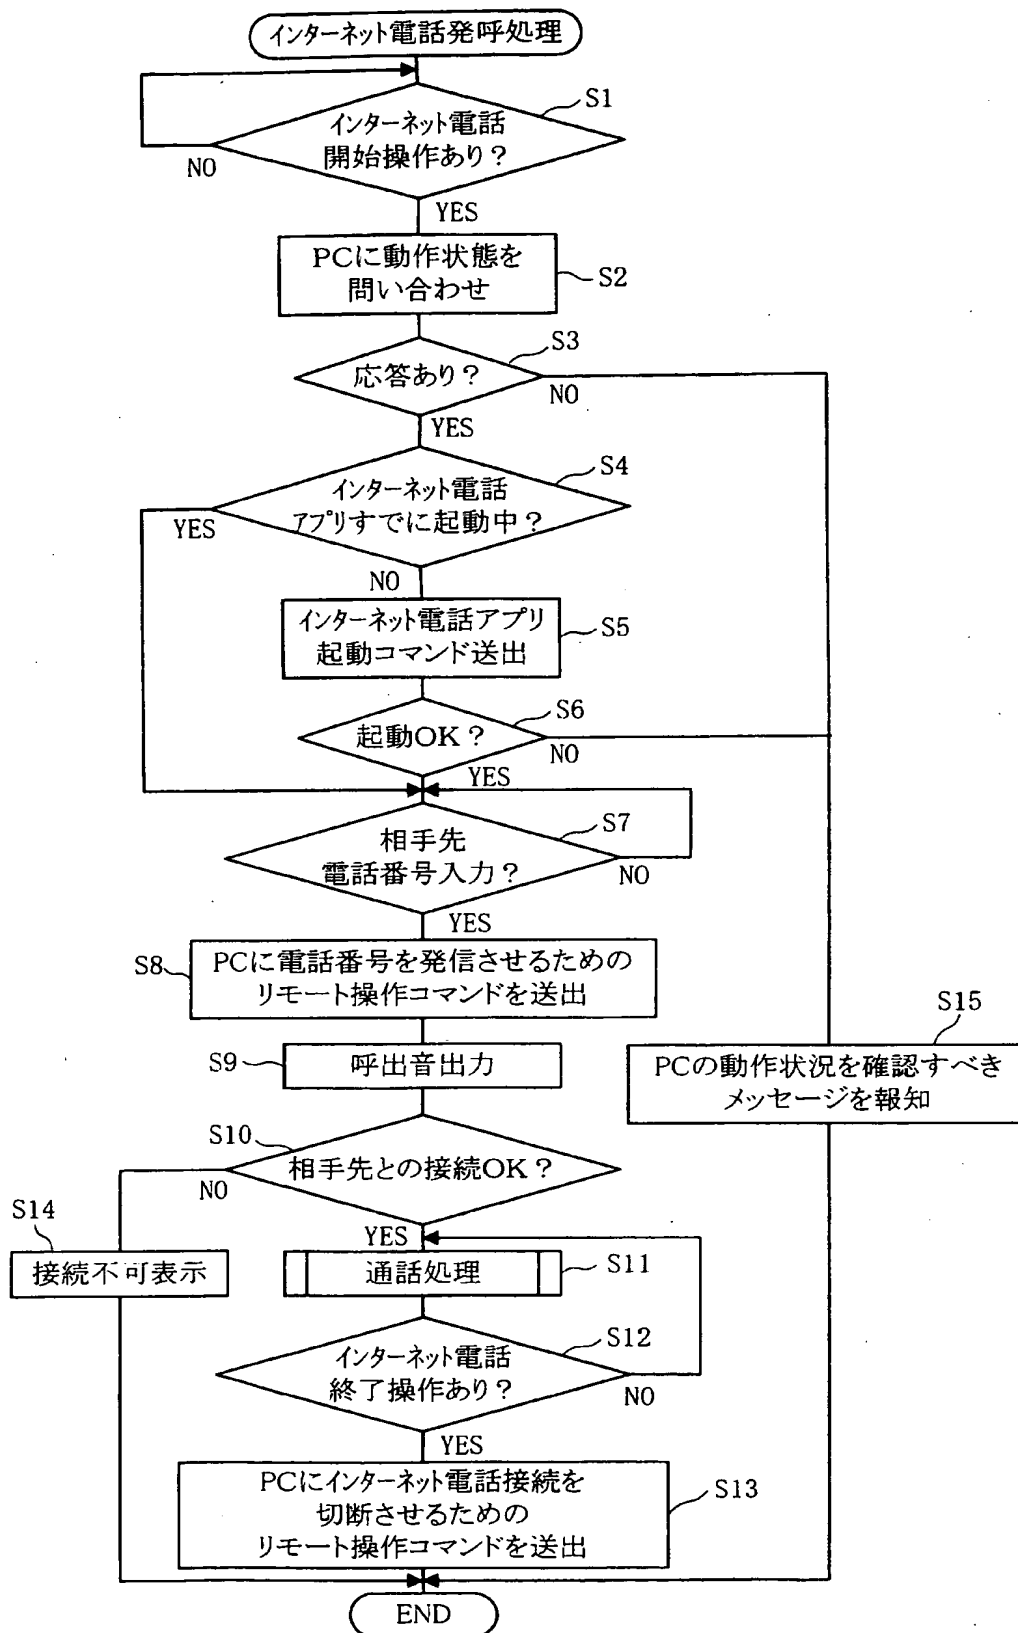 インターネット電話発呼処理
S1
インターネット電話
開始操作あり？
NO
YES
PCに動作状態を
問い合わせ
S2
S3
応答あり？
NO
YES
S4
インターネット電話
アプリすでに起動中？
YES
NO
インターネット電話アプリ
起動コマンド送出
S5
S6
起動OK？
NO
YES
S7
相手先
電話番号入力？
NO
YES
S8
PCに電話番号を発信させるための
リモート操作コマンドを送出
S15
PCの動作状況を確認すべき
メッセージを報知
S9
呼出音出力
S10
相手先との接続OK？
NO
YES
S14
接続不可表示
通話処理
S11
S12
インターネット電話
終了操作あり？
NO
YES
PCにインターネット電話接続を
切断させるための
リモート操作コマンドを送出
S13
END